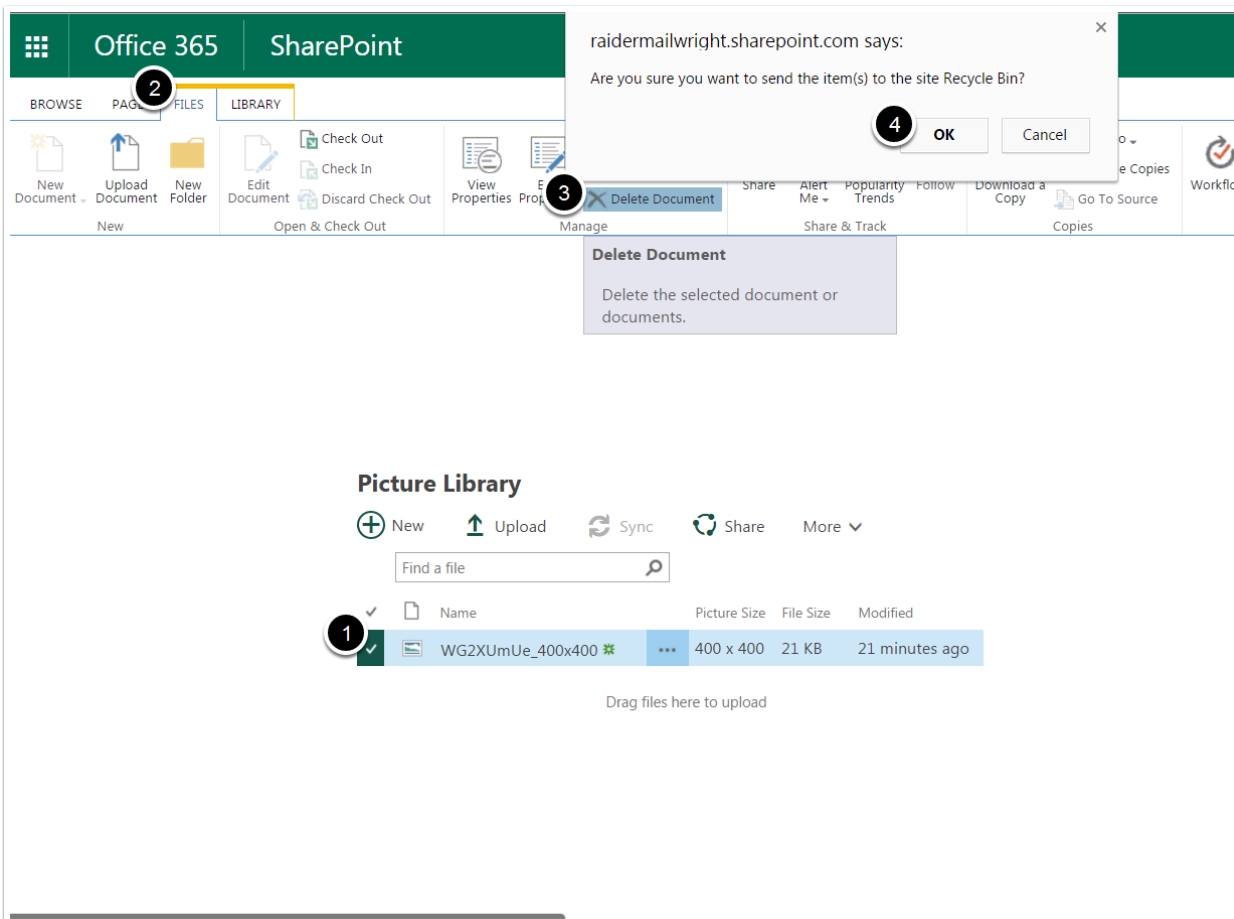 Office 365 SharePoint
raidermailwright.sharepoint.com says:
Are you sure you want to send the item(s) to the site Recycle Bin?
4 OK Cancel
2
BROWSE FILES LIBRARY
New Document
Upload Document
New Folder
New
Edit Document
Check Out
Check In
Discard Check Out
Open & Check Out
View Properties
3
Delete Document
Manage
Share
Alert Me
Popularity Trends
Follow
Share & Track
Download a Copy
Copies
Go To Source
Copies
Delete Document
Delete the selected document or
documents.
Picture Library
New Upload Sync Share More
Find a file
Name Picture Size File Size Modified
1
WG2XUmUe_400x400 ... 400 x 400 21 KB 21 minutes ago
Drag files here to upload